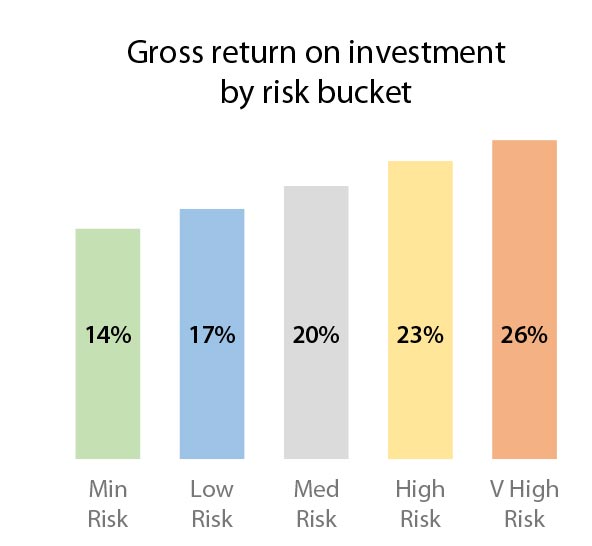 Gross return on investment
by risk bucket
14%
17%
20%
23%
26%
Min
Risk
Low
Risk
Med
Risk
High
Risk
V High
Risk